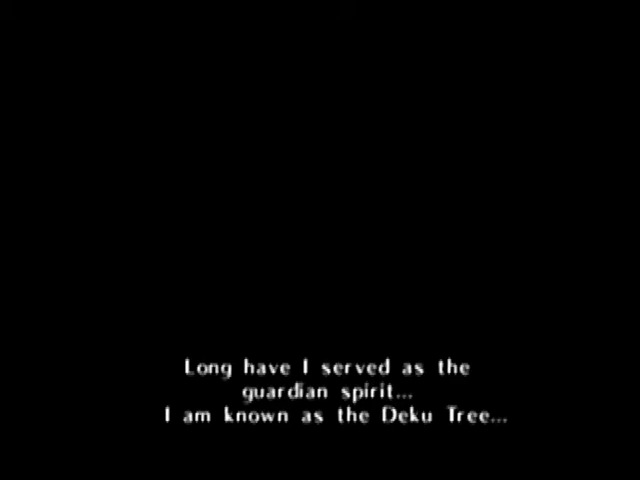 Long have I served as the
guardian spirit...
I am known as the Deku Tree...